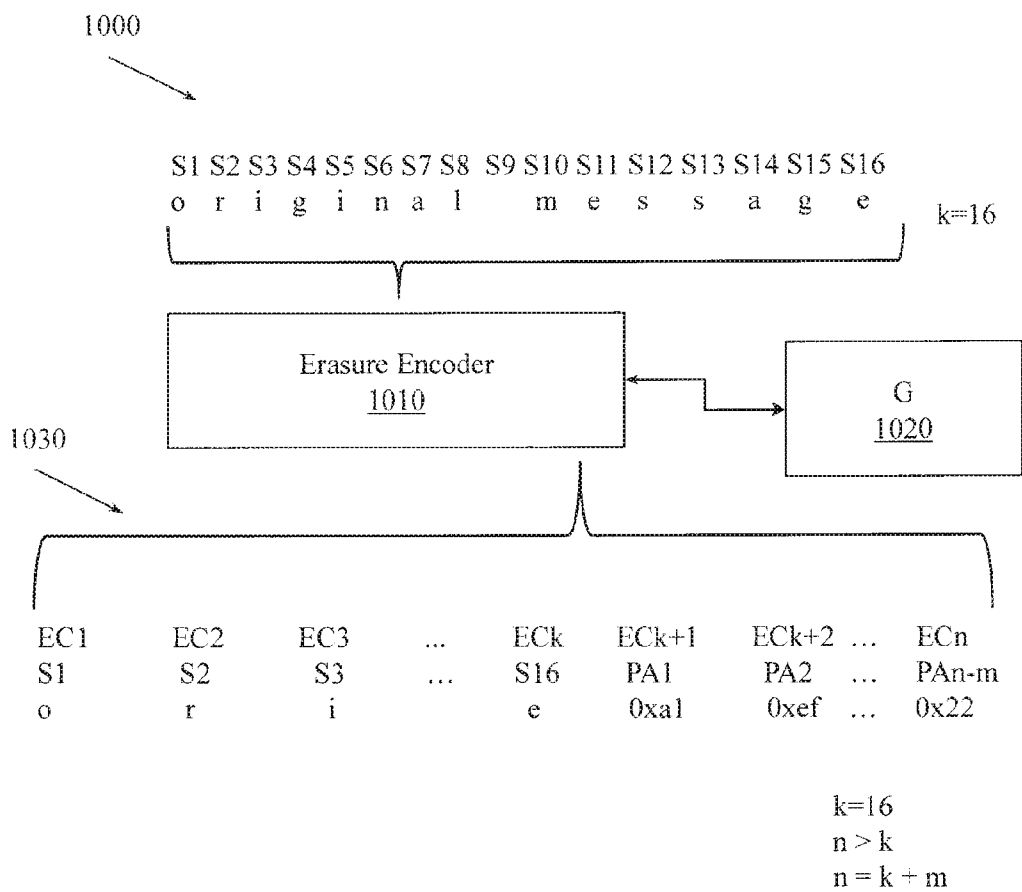 1000
S1 S2 S3 S4 S5 S6 S7 S8 S9 S10 S11 S12 S13 S14 S15 S16
o r i g i n a l m e s s a g e
k=16
Erasure Encoder
1010
G
1020
1030
EC1 EC2 EC3 ... ECk ECk+1 ECk+2 ... ECn
S1 S2 S3 ... S16 PA1 PA2 ... PAn-m
o r i e 0xa1 0xef ... 0x22
k=16
n > k
n = k + m